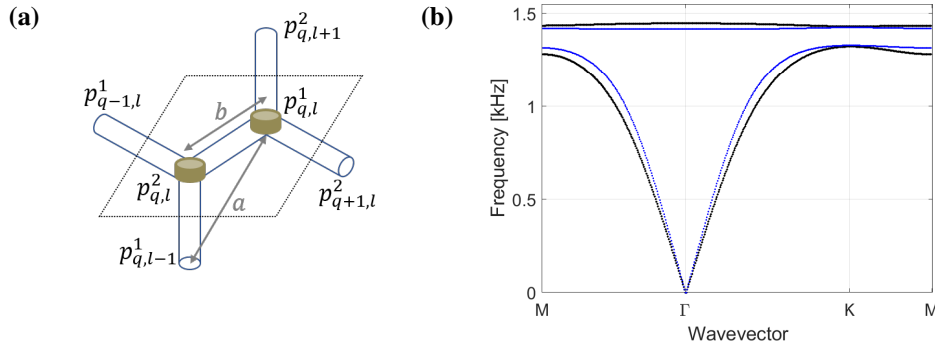 (a)
p^2_{q,l+1}
p^1_{q-1,l}
b
p^1_{q,l}
p^2_{q,l}
a
p^2_{q+1,l}
p^1_{q,l-1}
(b)
1.5
1
0.5
0
Frequency [kHz]
M Γ K M
Wavevector